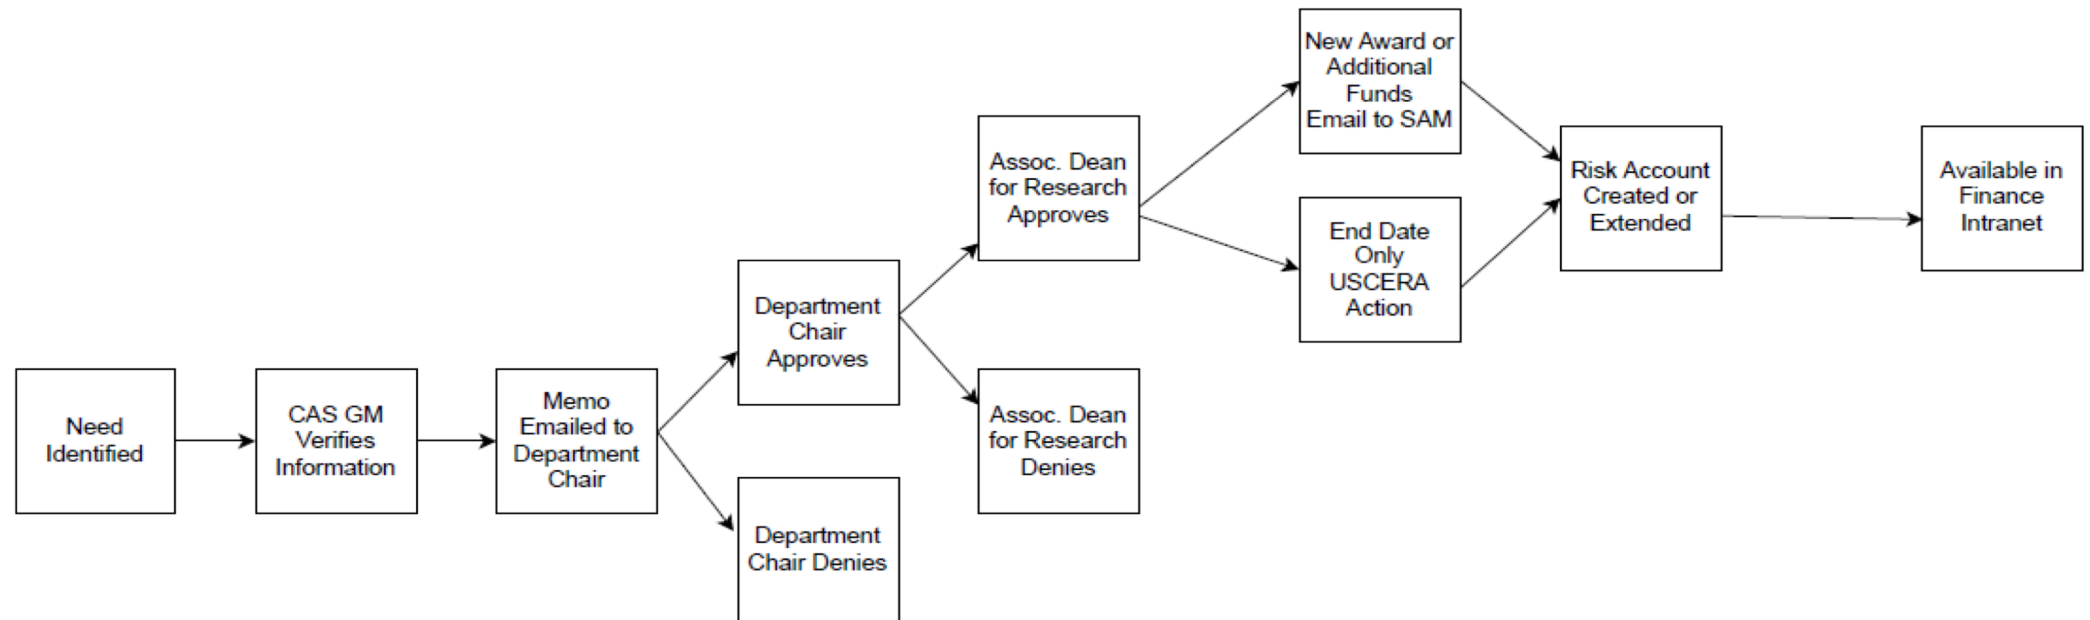 Need
Identified
CAS GM
Verifies
Information
Memo
Emailed to
Department
Chair
Department
Chair
Approves
Department
Chair Denies
Assoc. Dean
for Research
Approves
Assoc. Dean
for Research
Denies
New Award or
Additional
Funds
Email to SAM
End Date
Only
USCERA
Action
Risk Account
Created or
Extended
Available in
Finance
Intranet